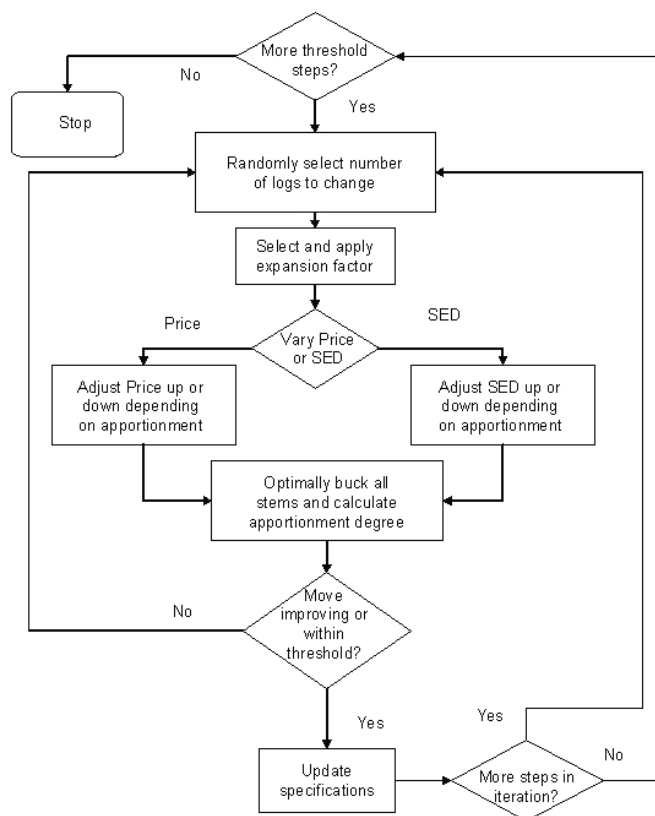 More threshold
steps?
No
Yes
Stop
Randomly select number
of logs to change
Select and apply
expansion factor
Price
SED
Vary Price
or SED
Adjust Price up or
down depending
on apportionment
Adjust SED up or
down depending
on apportionment
Optimally buck all
stems and calculate
apportionment degree
No
Move
improving or
within
threshold?
Yes
Yes
No
Update
specifications
More steps in
iteration?